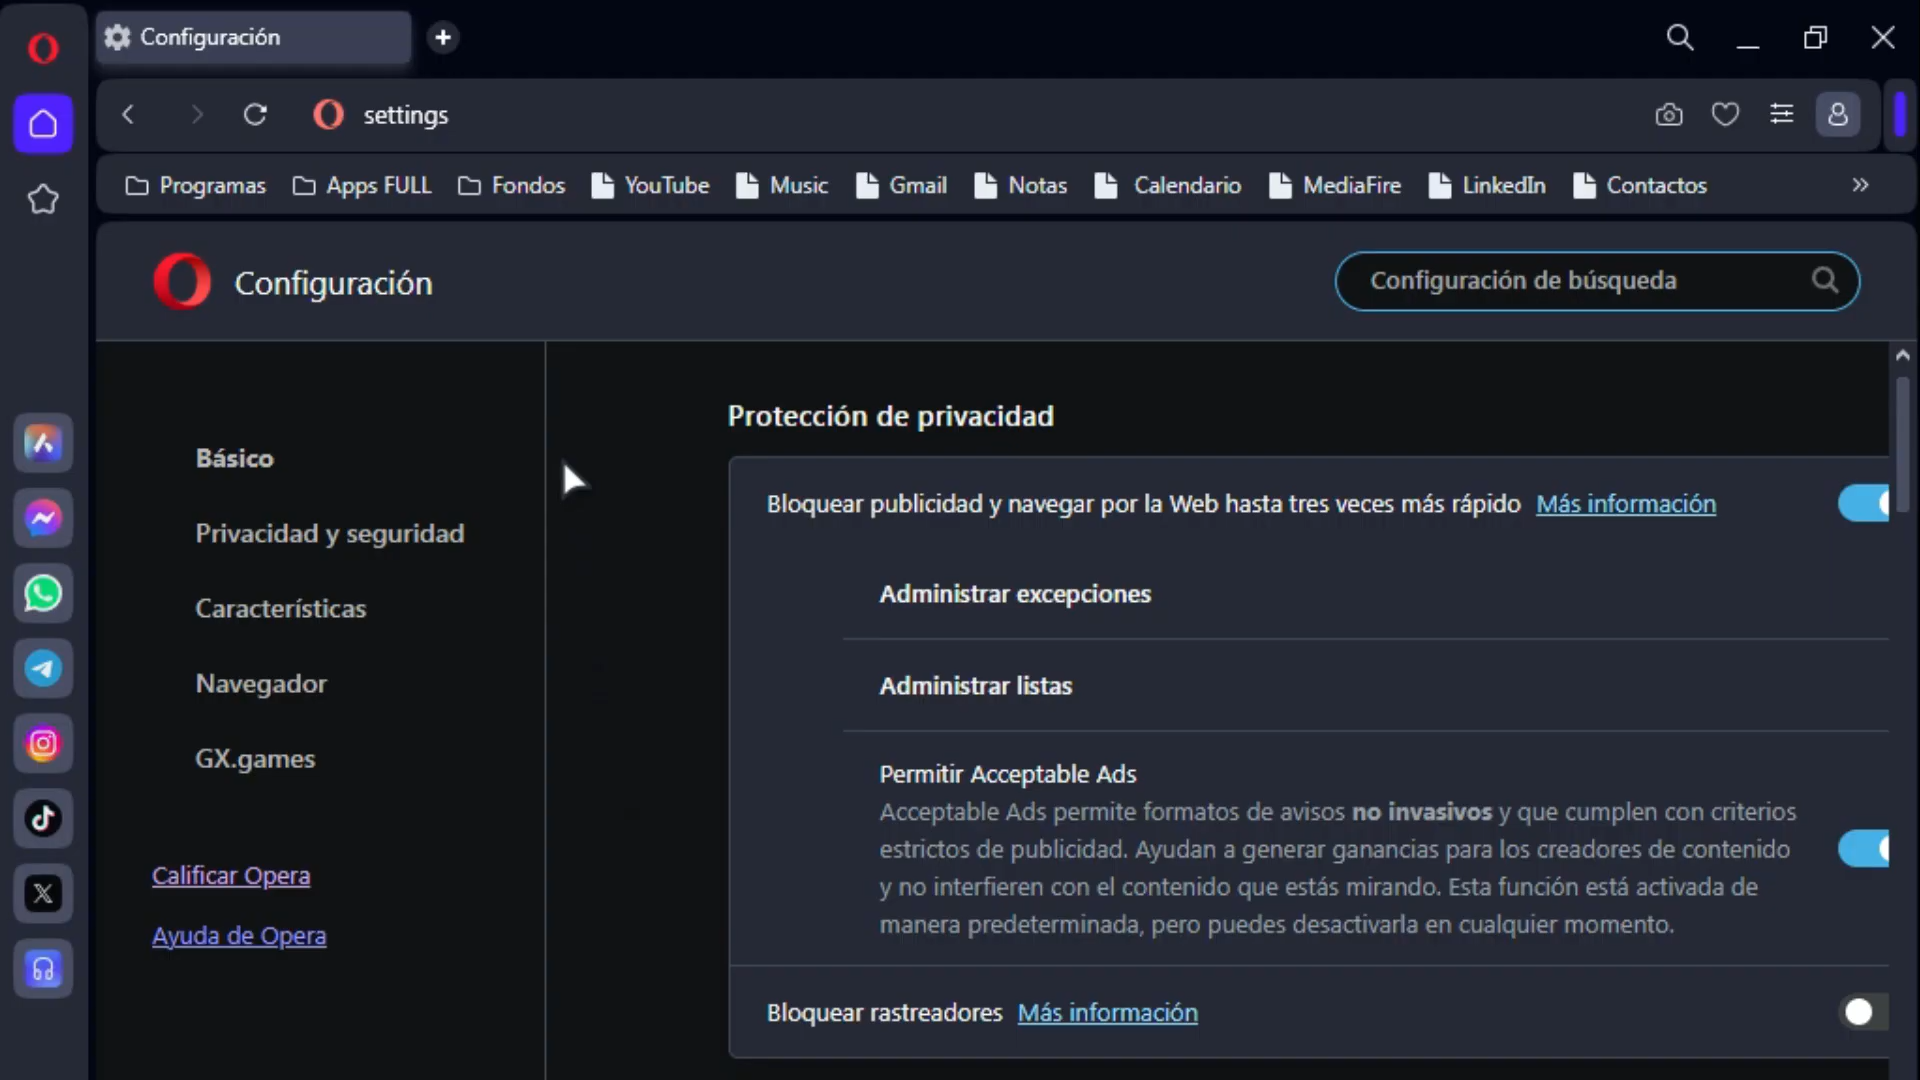 Configuración
settings
Programas Apps FULL Fondos YouTube Music Gmail Notas Calendario MediaFire LinkedIn Contactos
Configuración
Configuración de búsqueda
Básico
Privacidad y seguridad
Características
Navegador
GX.games
Calificar Opera
Ayuda de Opera
Protección de privacidad
Bloquear publicidad y navegar por la Web hasta tres veces más rápido Más información
Administrar excepciones
Administrar listas
Permitir Acceptable Ads
Acceptable Ads permite formatos de avisos no invasivos y que cumplen con criterios
estrictos de publicidad. Ayudan a generar ganancias para los creadores de contenido
y no interfieren con el contenido que estás mirando. Esta función está activada de
manera predeterminada, pero puedes desactivarla en cualquier momento.
Bloquear rastreadores Más información